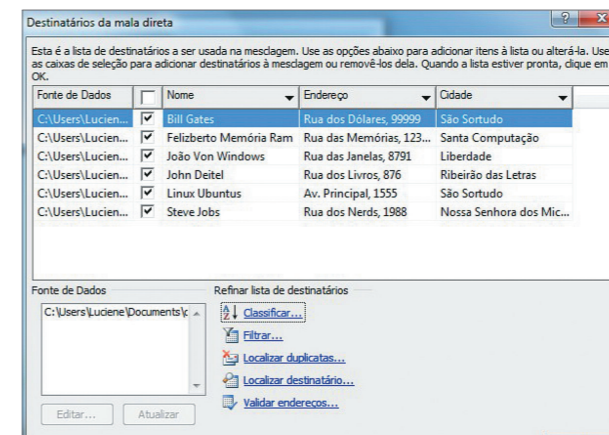 Destinatários da mala direta
Esta é a lista de destinatários a ser usada na mesclagem. Use as opções abaixo para adicionar itens à lista ou alterá-la. Use
as caixas de seleção para adicionar destinatários à mesclagem ou removê-los dela. Quando a lista estiver pronta, clique em
OK.
Fonte de Dados Nome Endereço Cidade
C:\Users\Lucien... Bill Gates Rua dos Dólares, 99999 São Sortudo
C:\Users\Lucien... Felizberto Memória Ram Rua das Memórias, 123... Santa Computação
C:\Users\Lucien... João Von Windows Rua das Janelas, 8791 Liberdade
C:\Users\Lucien... John Deitel Rua dos Livros, 876 Ribeirão das Letras
C:\Users\Lucien... Linux Ubuntus Av. Principal, 1555 São Sortudo
C:\Users\Lucien... Steve Jobs Rua dos Nerds, 1988 Nossa Senhora dos Mic...
Fonte de Dados Refinar lista de destinatários
C:\Users\Luciene\Documents\ Classificar...
Filtrar...
Localizar duplicatas...
Localizar destinatário...
Validar endereços...
Editar... Atualizar